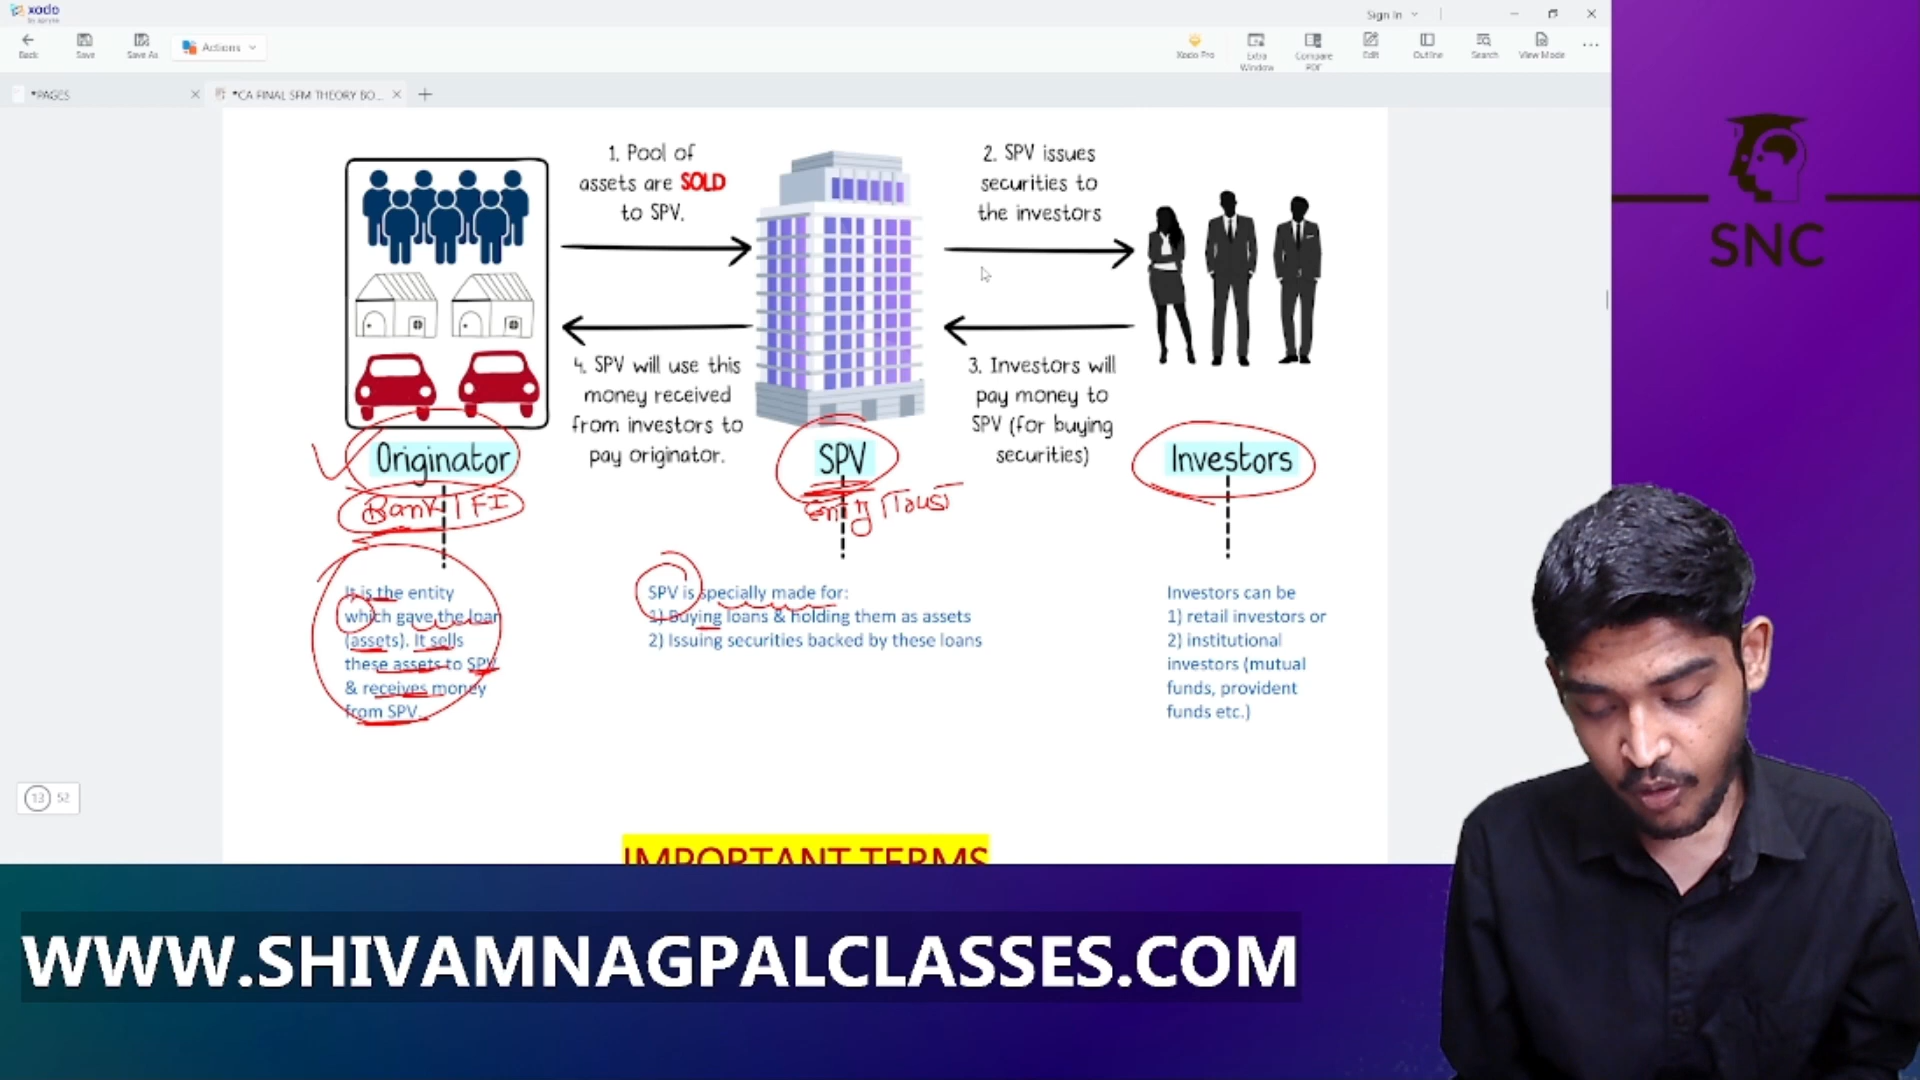 xodo
Sign In
Back
Save
Save As
Actions
Xodo Pro
Extra Window
Compare PDF
Edit
Outline
Search
View Mode
*PAGES
*CA FINAL SFM THEORY BO...
1. Pool of
assets are SOLD
to SPV.
2. SPV issues
securities to
the investors
4. SPV will use this
money received
from investors to
pay originator.
3. Investors will
pay money to
SPV (for buying
securities)
Originator
SPV
Investors
Bank | FI
Entity | Trust
It is the entity
which gave the loan
(assets). It sells
these assets to SPV
& receives money
from SPV.
SPV is specially made for:
1) Buying loans & holding them as assets
2) Issuing securities backed by these loans
Investors can be
1) retail investors or
2) institutional
investors (mutual
funds, provident
funds etc.)
13 52
IMPORTANT TERMS
SNC
WWW.SHIVAMNAGPALCLASSES.COM